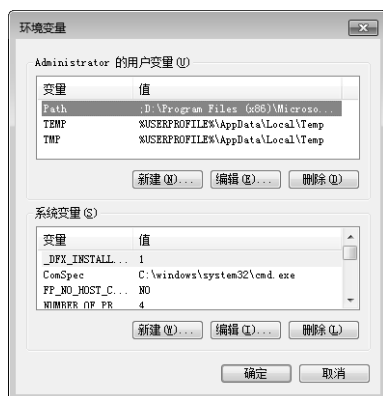 环境变量
Administrator 的用户变量(U)
变量 值
Path ;D:\Program Files (x86)\Microso...
TEMP %USERPROFILE%\AppData\Local\Temp
TMP %USERPROFILE%\AppData\Local\Temp
新建(N)... 编辑(E)... 删除(D)
系统变量(S)
变量 值
_DFX_INSTALL... 1
ComSpec C:\windows\system32\cmd.exe
FP_NO_HOST_C... NO
NUMBER_OF_PR... 4
新建(W)... 编辑(I)... 删除(L)
确定 取消